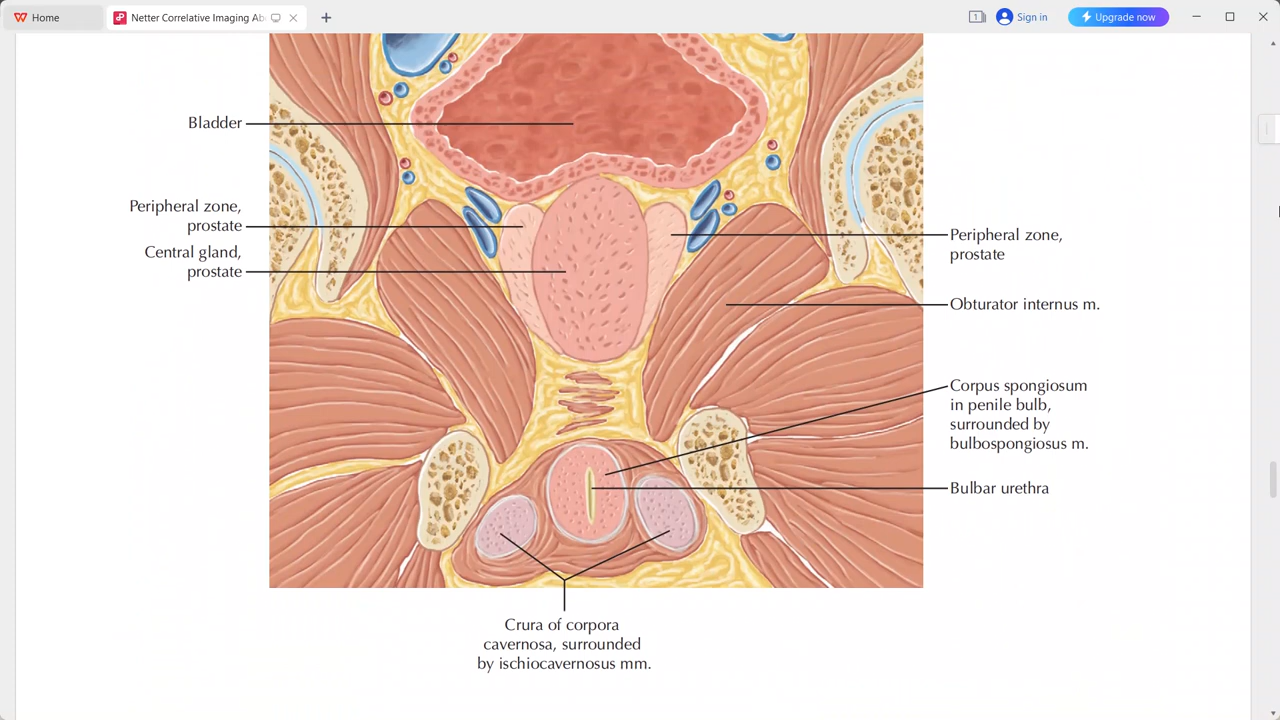 Home
Netter Correlative Imaging Ab
1
Sign in
Upgrade now
Bladder
Peripheral zone,
prostate
Central gland,
prostate
Peripheral zone,
prostate
Obturator internus m.
Corpus spongiosum
in penile bulb,
surrounded by
bulbospongiosus m.
Bulbar urethra
Crura of corpora
cavernosa, surrounded
by ischiocavernosus mm.